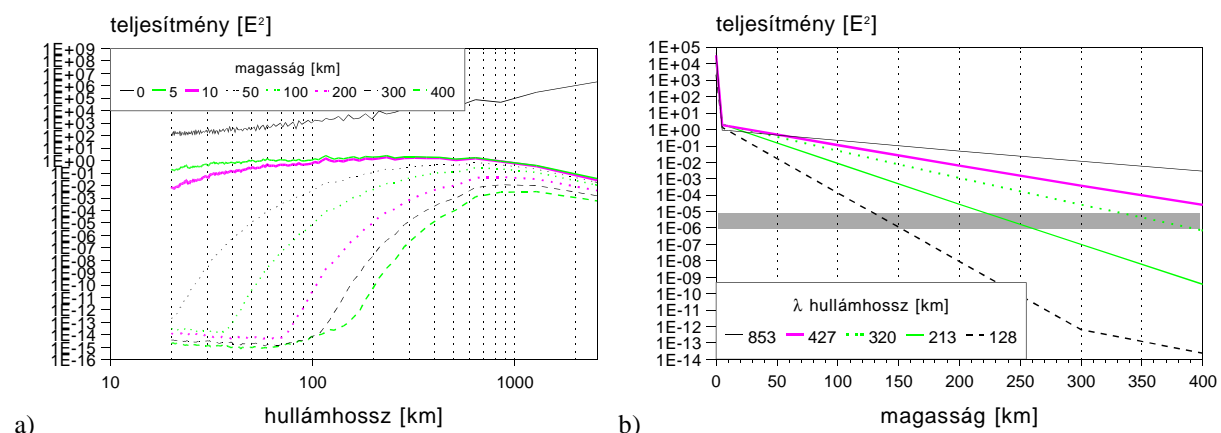 teljesítmény [E²]
1E+09
1E+08
1E+07
1E+06
1E+05
1E+04
1E+03
1E+02
1E+01
1E+00
1E-01
1E-02
1E-03
1E-04
1E-05
1E-06
1E-07
1E-08
1E-09
1E-10
1E-11
1E-12
1E-13
1E-14
1E-15
1E-16
magasság [km]
0 5 10 50 100 200 300 400
10 100 1000
hullámhossz [km]
a)
teljesítmény [E²]
1E+05
1E+04
1E+03
1E+02
1E+01
1E+00
1E-01
1E-02
1E-03
1E-04
1E-05
1E-06
1E-07
1E-08
1E-09
1E-10
1E-11
1E-12
1E-13
1E-14
λ hullámhossz [km]
853 427 320 213 128
0 50 100 150 200 250 300 350 400
magasság [km]
b)